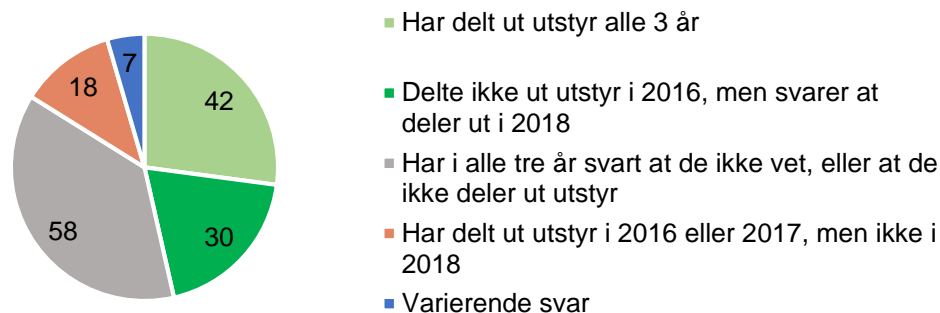 42
30
58
18
7
Har delt ut utstyr alle 3 år
Delte ikke ut utstyr i 2016, men svarer at
deler ut i 2018
Har i alle tre år svart at de ikke vet, eller at de
ikke deler ut utstyr
Har delt ut utstyr i 2016 eller 2017, men ikke i
2018
Varierende svar